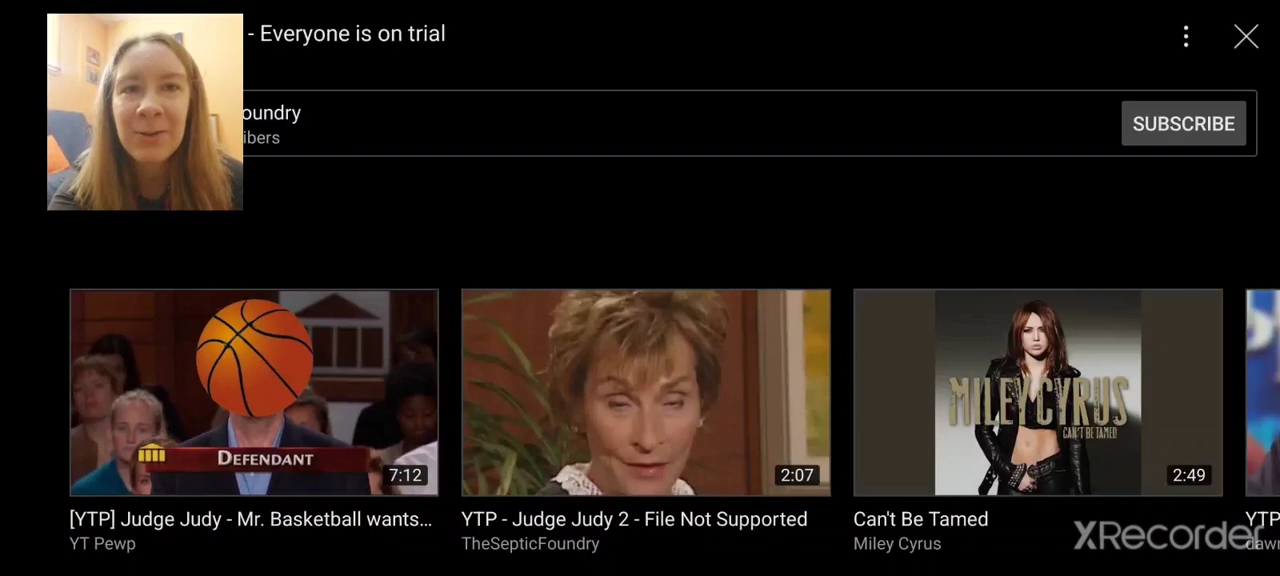 - Everyone is on trial
oundry
ibers
SUBSCRIBE
DEFENDANT
7:12
2:07
MILEY CYRUS
CAN'T BE TAMED
2:49
[YTP] Judge Judy - Mr. Basketball wants...
YTP - Judge Judy 2 - File Not Supported
Can't Be Tamed
YTP
YT Pewp
TheSepticFoundry
Miley Cyrus
dawn
XRecorder